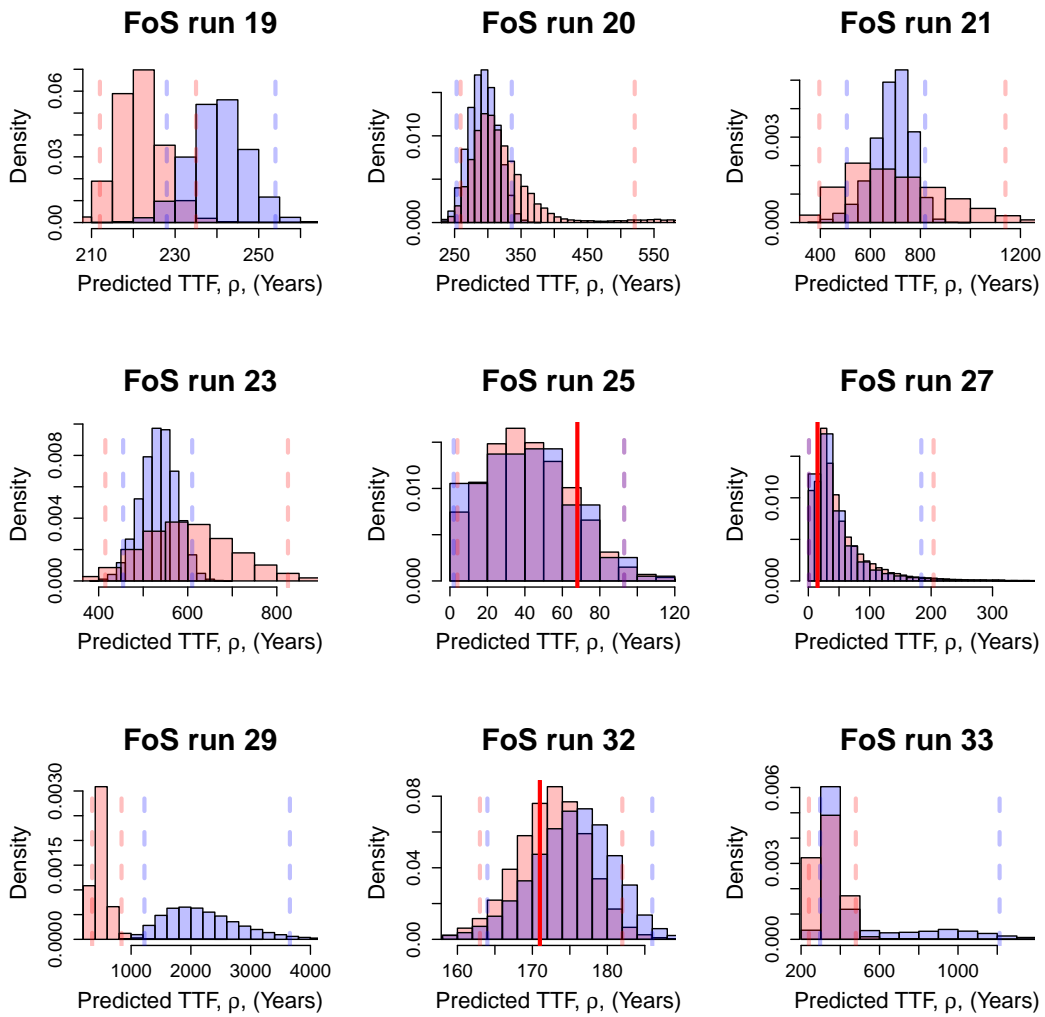 FoS run 19
FoS run 20
FoS run 21
Density
0.00
0.03
0.06
210
230
250
Predicted TTF, ρ, (Years)
Density
0.000
0.010
250
350
450
550
Predicted TTF, ρ, (Years)
Density
0.000
0.003
400
600
800
1200
Predicted TTF, ρ, (Years)
FoS run 23
FoS run 25
FoS run 27
Density
0.000
0.004
0.008
400
600
800
Predicted TTF, ρ, (Years)
Density
0.000
0.010
0
20
40
60
80
120
Predicted TTF, ρ, (Years)
Density
0.000
0.010
0
100
200
300
Predicted TTF, ρ, (Years)
FoS run 29
FoS run 32
FoS run 33
Density
0.0000
0.0015
0.0030
1000
2000
3000
4000
Predicted TTF, ρ, (Years)
Density
0.00
0.04
0.08
160
170
180
Predicted TTF, ρ, (Years)
Density
0.000
0.003
0.006
200
600
1000
Predicted TTF, ρ, (Years)